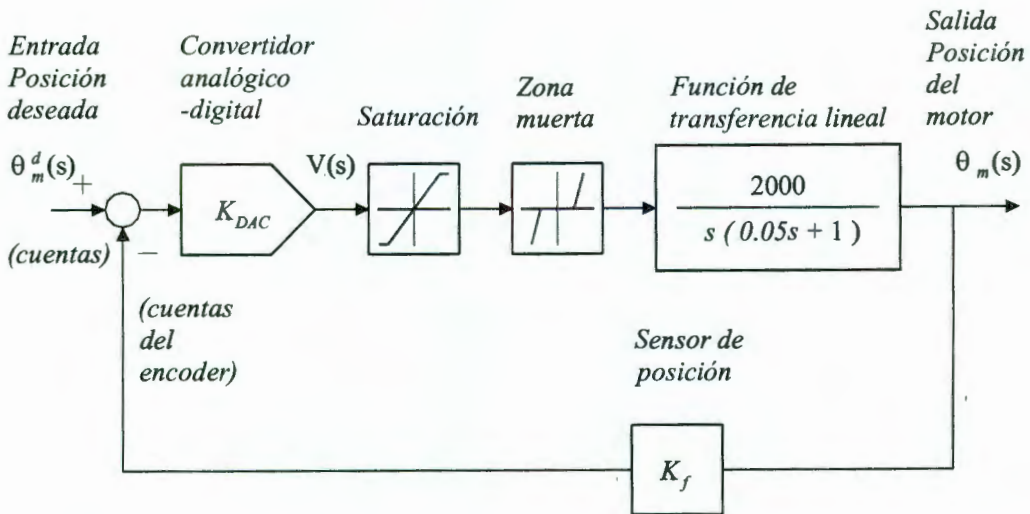 Entrada
Posición
deseada
Convertidor
analógico
-digital
Saturación
Zona
muerta
Función de
transferencia lineal
Salida
Posición
del
motor
θ_m^d(s)
+
(cuentas)
−
K_DAC
V(s)
2000
s ( 0.05s + 1 )
θ_m(s)
(cuentas
del
encoder)
Sensor de
posición
K_f